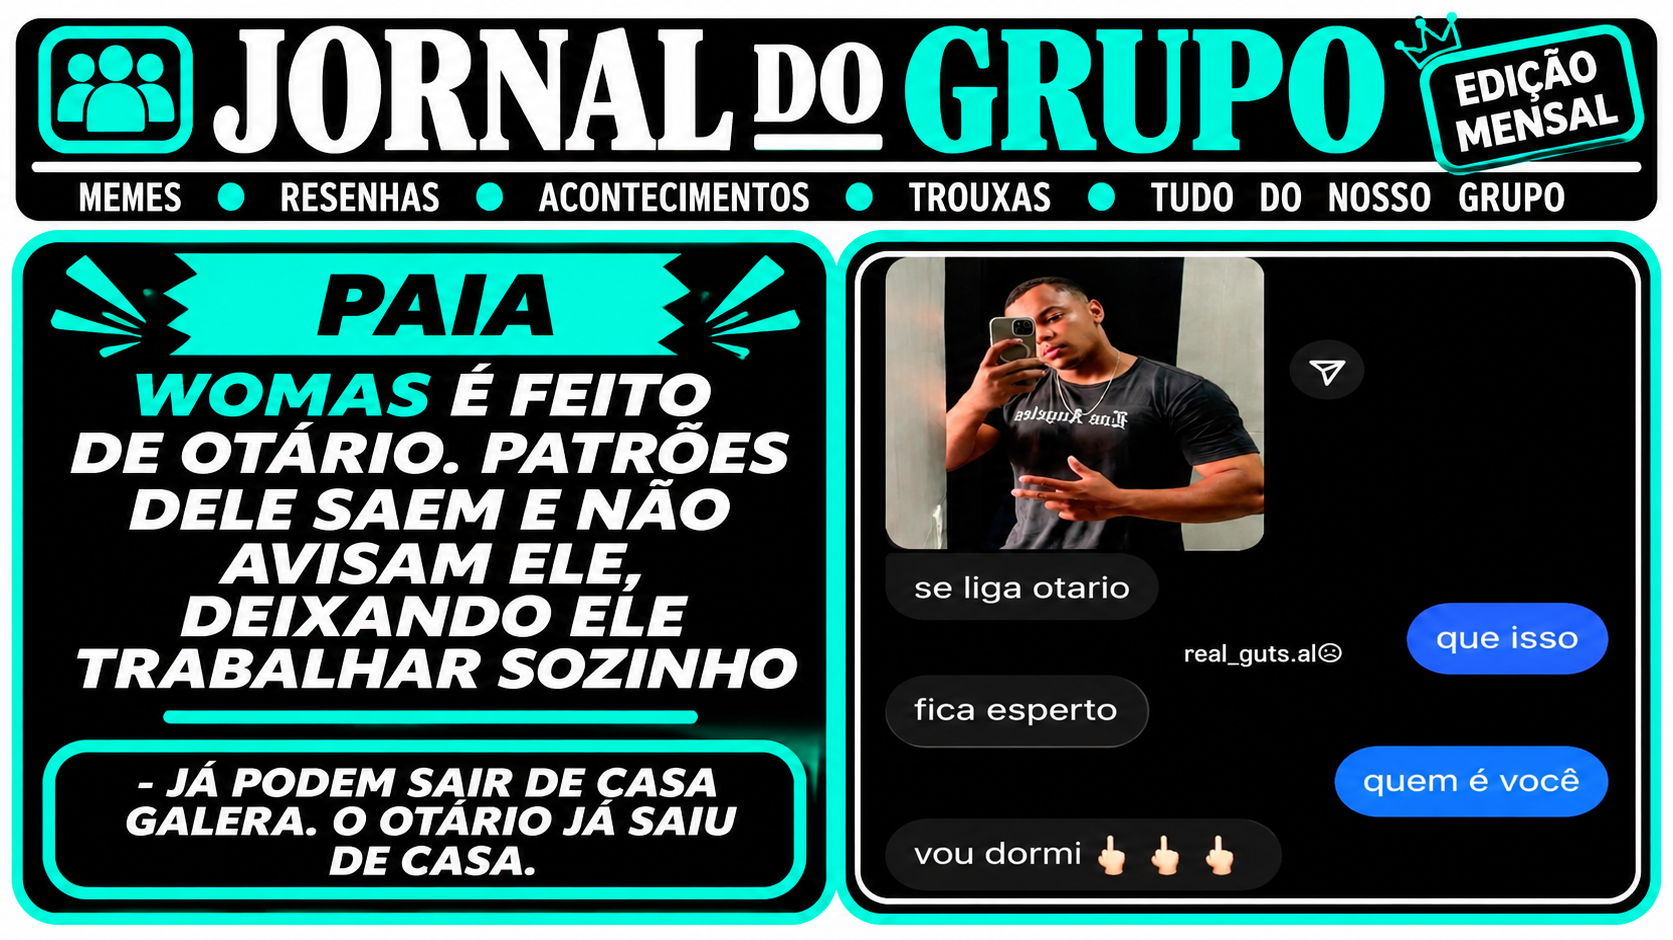 JORNAL DO GRUPO
EDIÇÃO
MENSAL
MEMES ● RESENHAS ● ACONTECIMENTOS ● TROUXAS ● TUDO DO NOSSO GRUPO
PAIA
WOMAS É FEITO
DE OTÁRIO. PATRÕES
DELE SAEM E NÃO
AVISAM ELE,
DEIXANDO ELE
TRABALHAR SOZINHO
- JÁ PODEM SAIR DE CASA
GALERA. O OTÁRIO JÁ SAIU
DE CASA.
Los Angeles
se liga otario
que isso
real_guts.al☹
fica esperto
quem é você
vou dormi 🖕🏻 🖕🏻 🖕🏻